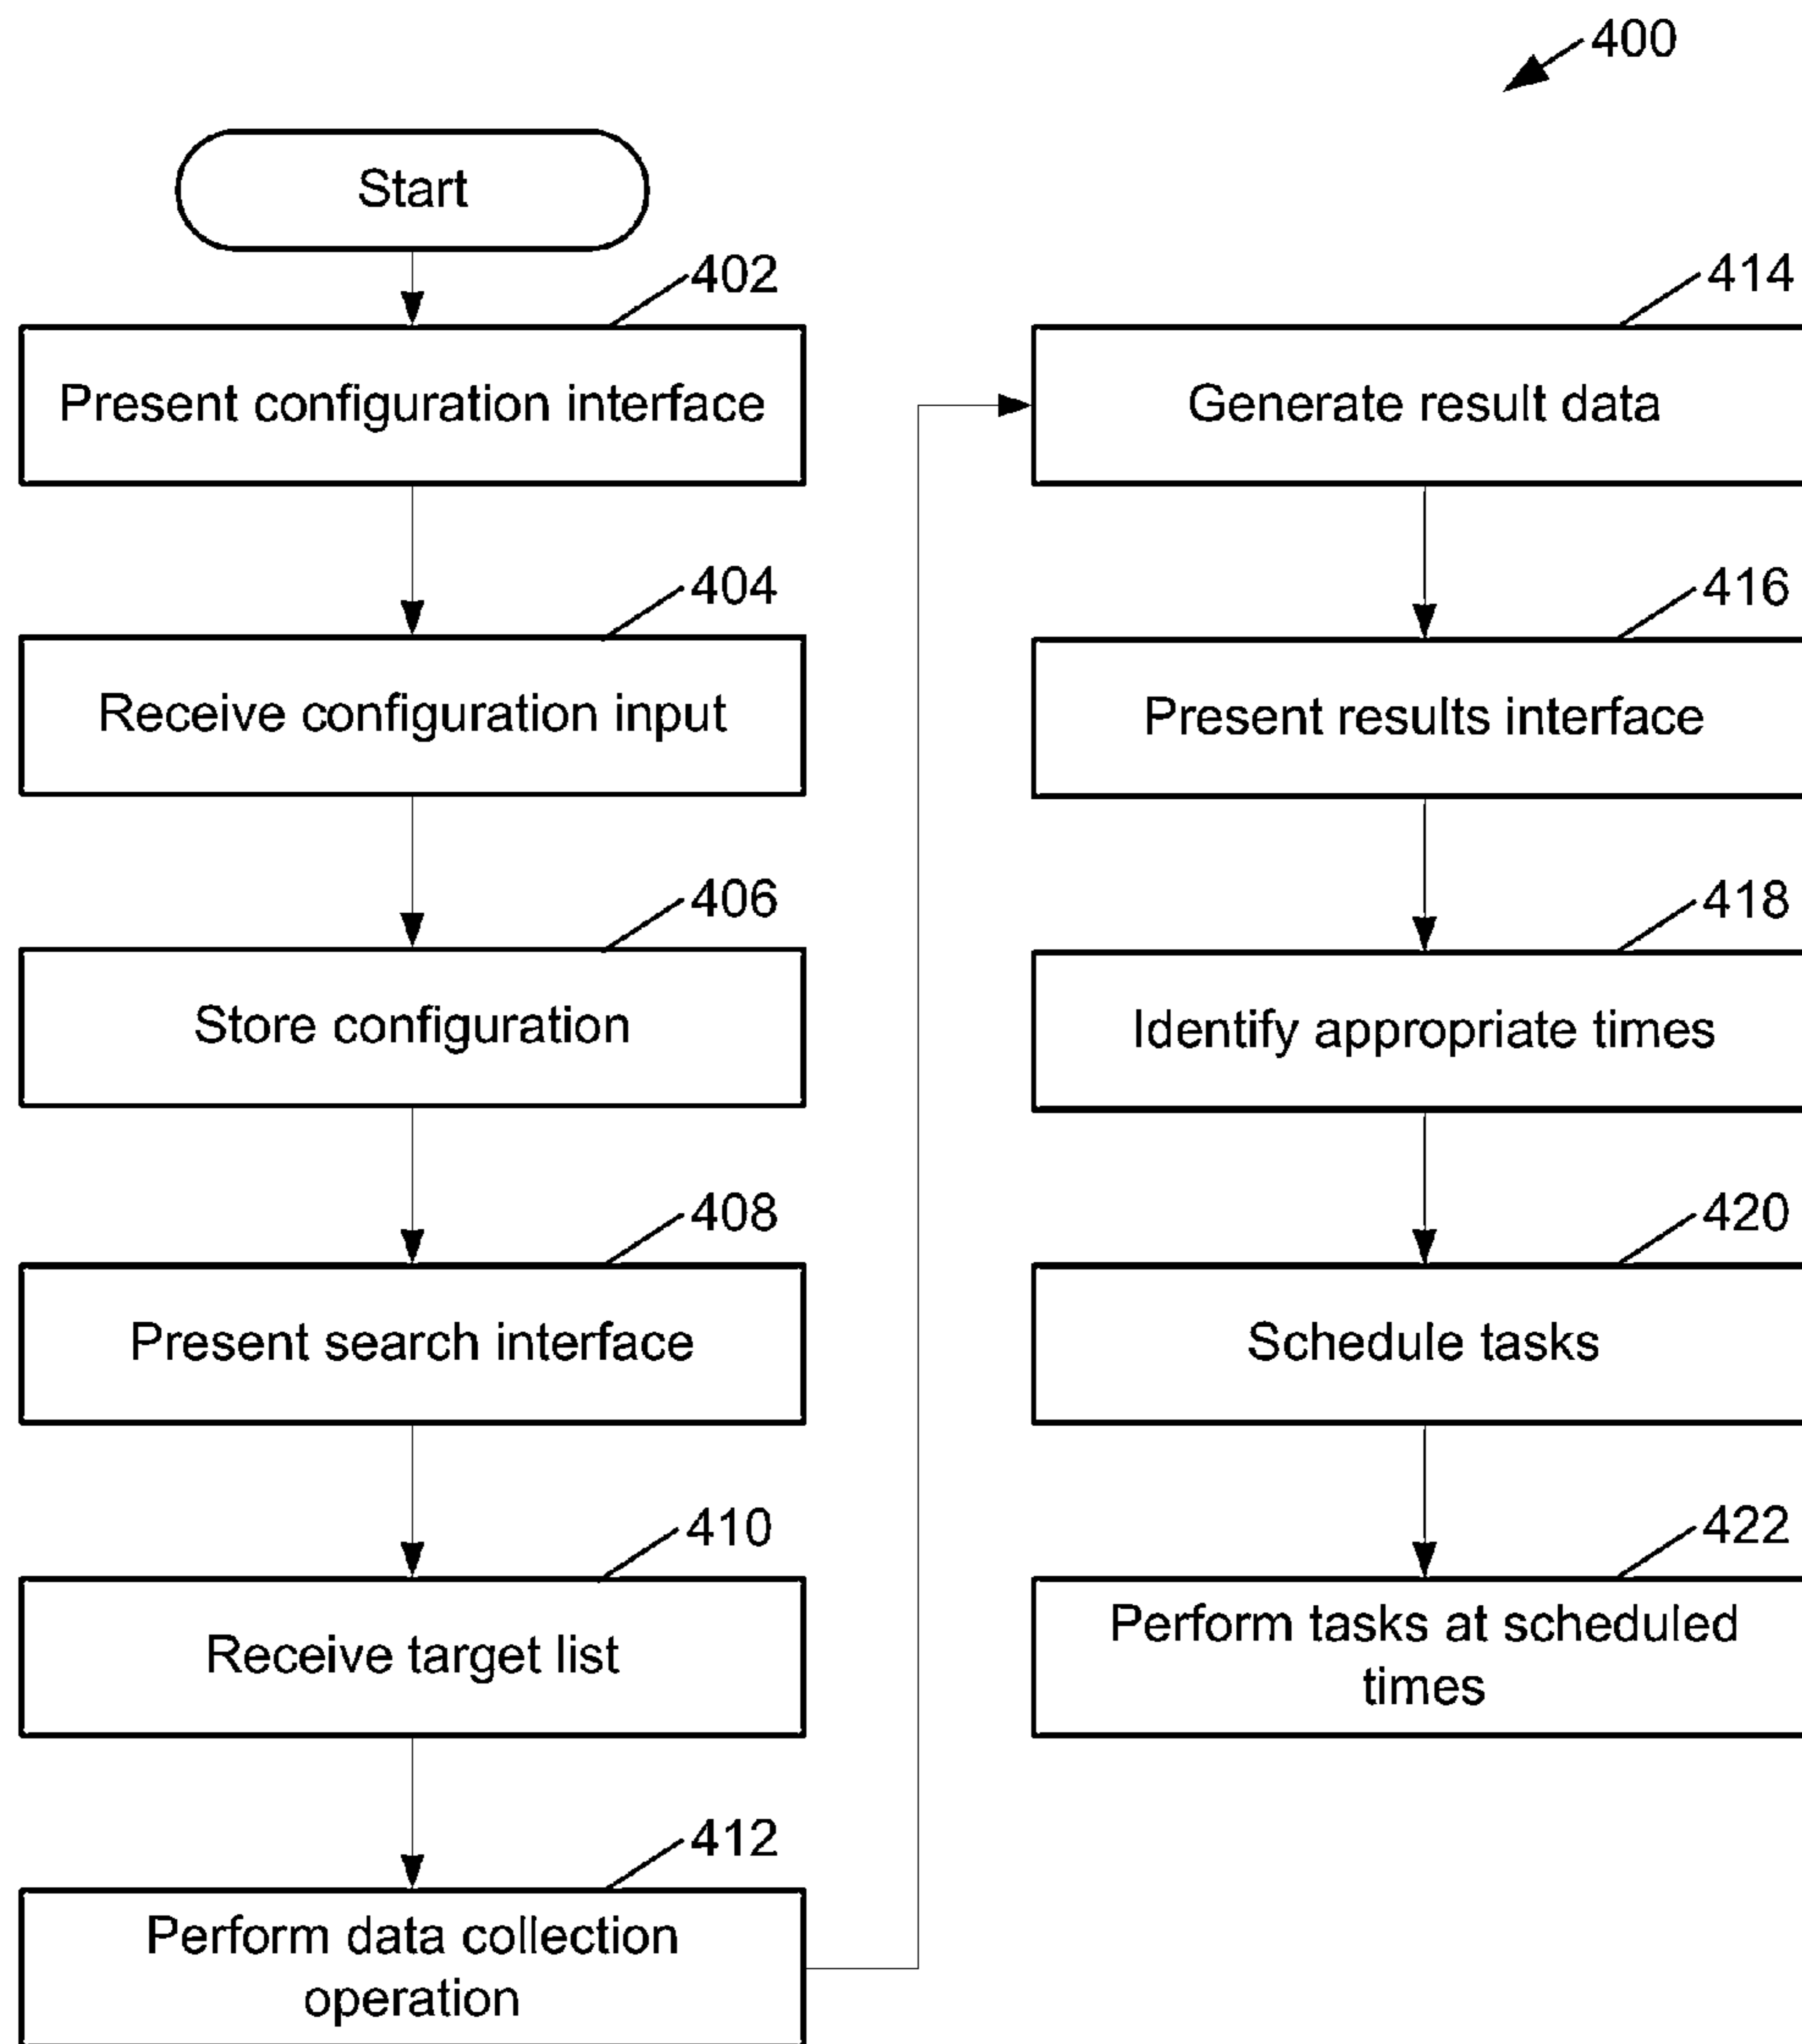 400
Start
402
Present configuration interface
404
Receive configuration input
406
Store configuration
408
Present search interface
410
Receive target list
412
Perform data collection
operation
414
Generate result data
416
Present results interface
418
Identify appropriate times
420
Schedule tasks
422
Perform tasks at scheduled
times